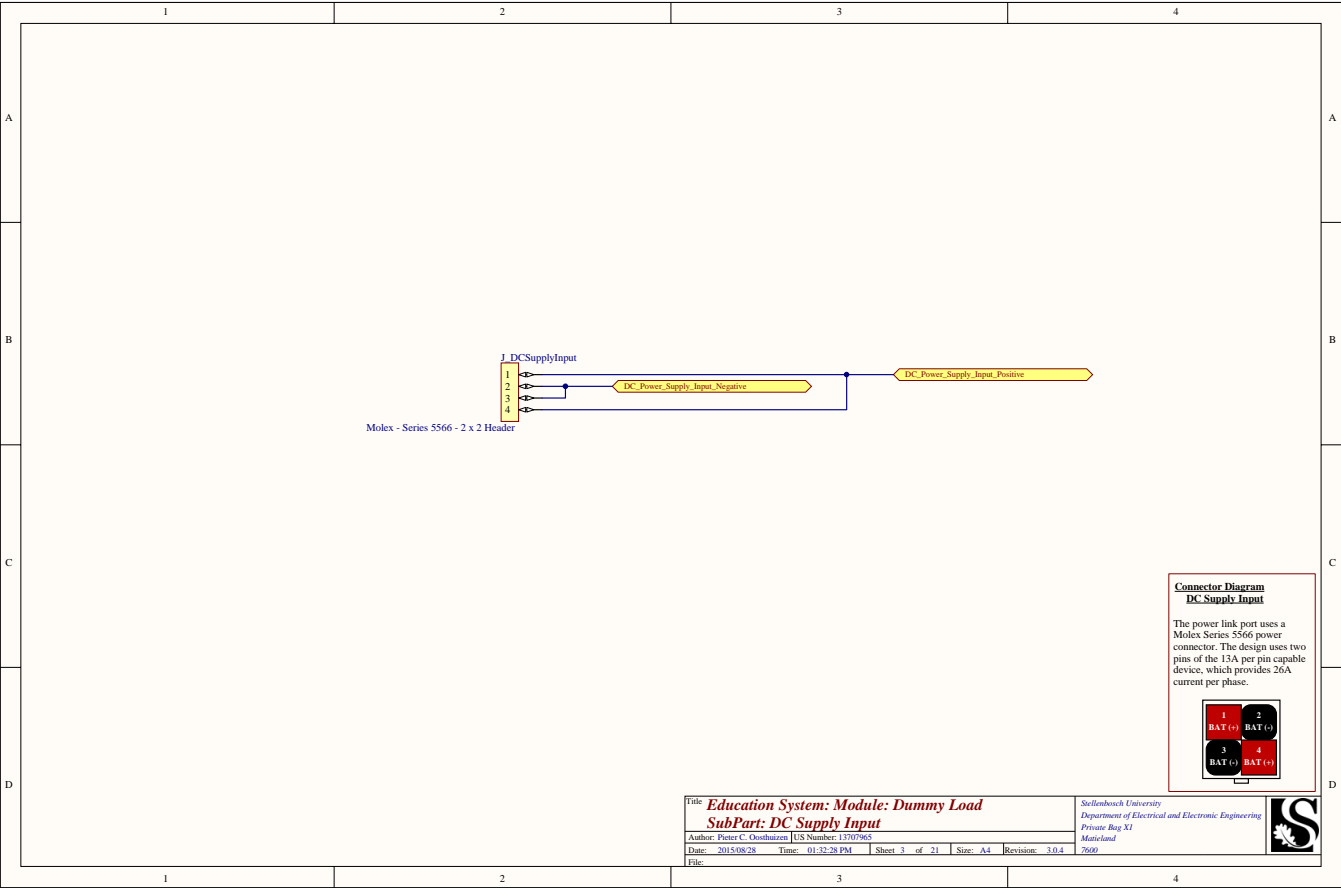 1 2 3 4
A A
B B
J_DCSupplyInput
1
2
3
4
DC_Power_Supply_Input_Positive
DC_Power_Supply_Input_Negative
Molex - Series 5566 - 2 x 2 Header
C C
Connector Diagram
DC Supply Input
The power link port uses a
Molex Series 5566 power
connector. The design uses two
pins of the 13A per pin capable
device, which provides 26A
current per phase.
1 2
BAT (+) BAT (-)
3 4
BAT (-) BAT (+)
D D
Title Education System: Module: Dummy Load
SubPart: DC Supply Input
Author: Pieter C. Oosthuizen US Number: 13707965
Date: 2015/08/28 Time: 01:32:28 PM Sheet 3 of 21 Size: A4 Revision: 3.0.4
File:
Stellenbosch University
Department of Electrical and Electronic Engineering
Private Bag X1
Matieland
7600
S
1 2 3 4